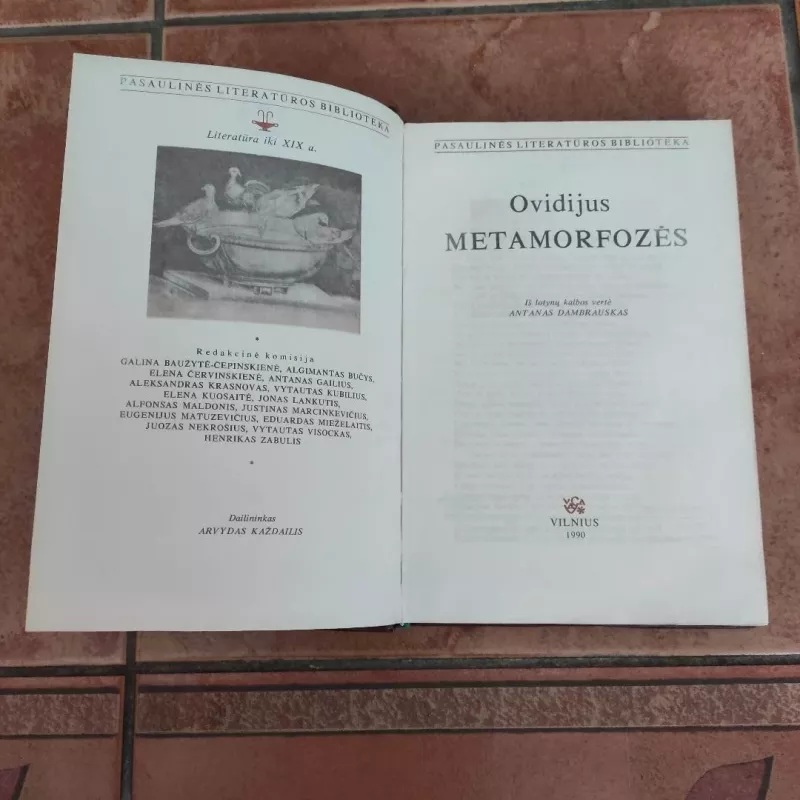 PASAULINĖS LITERATŪROS BIBLIOTEKA
Literatūra iki XIX a.
*
Redakcinė komisija
GALINA BAUŽYTĖ-ČEPINSKIENĖ, ALGIMANTAS BUČYS,
ELENA ČERVINSKIENĖ, ANTANAS GAILIUS,
ALEKSANDRAS KRASNOVAS, VYTAUTAS KUBILIUS,
ELENA KUOSAITĖ, JONAS LANKUTIS,
ALFONSAS MALDONIS, JUSTINAS MARCINKEVIČIUS,
EUGENIJUS MATUZEVIČIUS, EDUARDAS MIEŽELAITIS,
JUOZAS NEKROŠIUS, VYTAUTAS VISOCKAS,
HENRIKAS ZABULIS
*
Dailininkas
ARVYDAS KAŽDAILIS
PASAULINĖS LITERATŪROS BIBLIOTEKA
Ovidijus
METAMORFOZĖS
Iš lotynų kalbos vertė
ANTANAS DAMBRAUSKAS
VILNIUS
1990